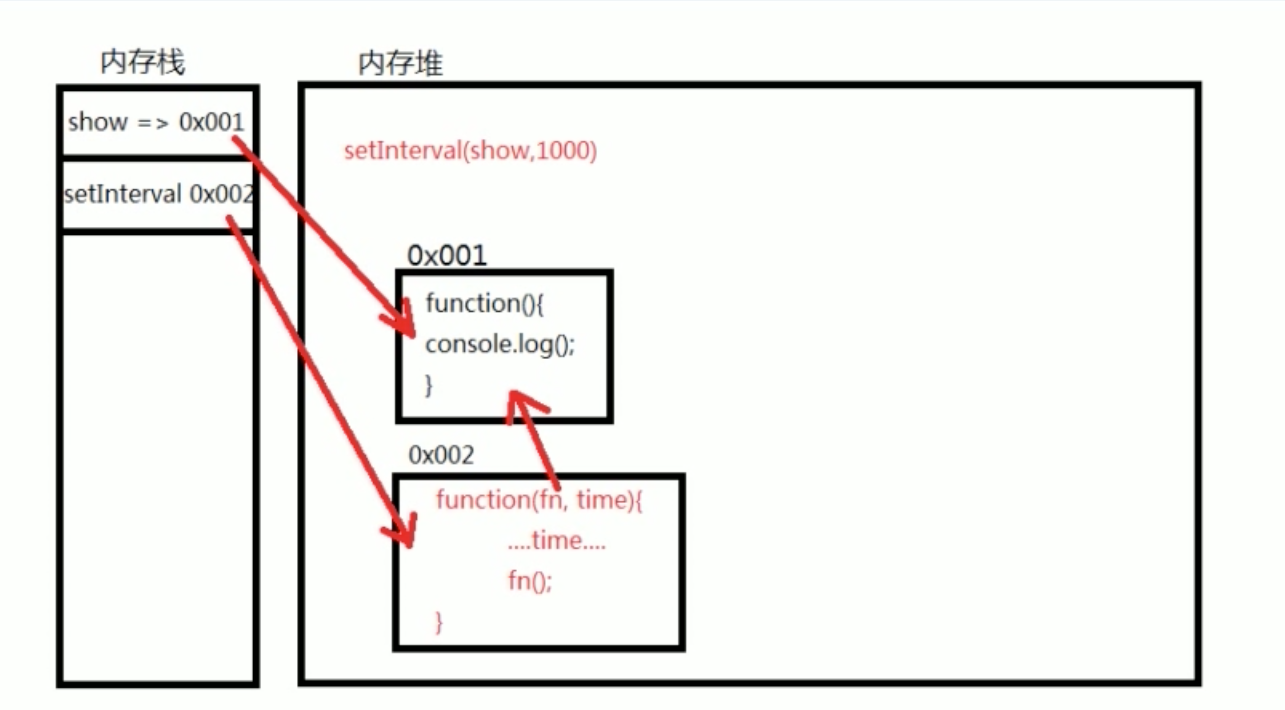 内存栈
内存堆
show => 0x001
setInterval 0x002
setInterval(show,1000)
0x001
function(){
console.log();
}
0x002
function(fn, time){
....time....
fn();
}